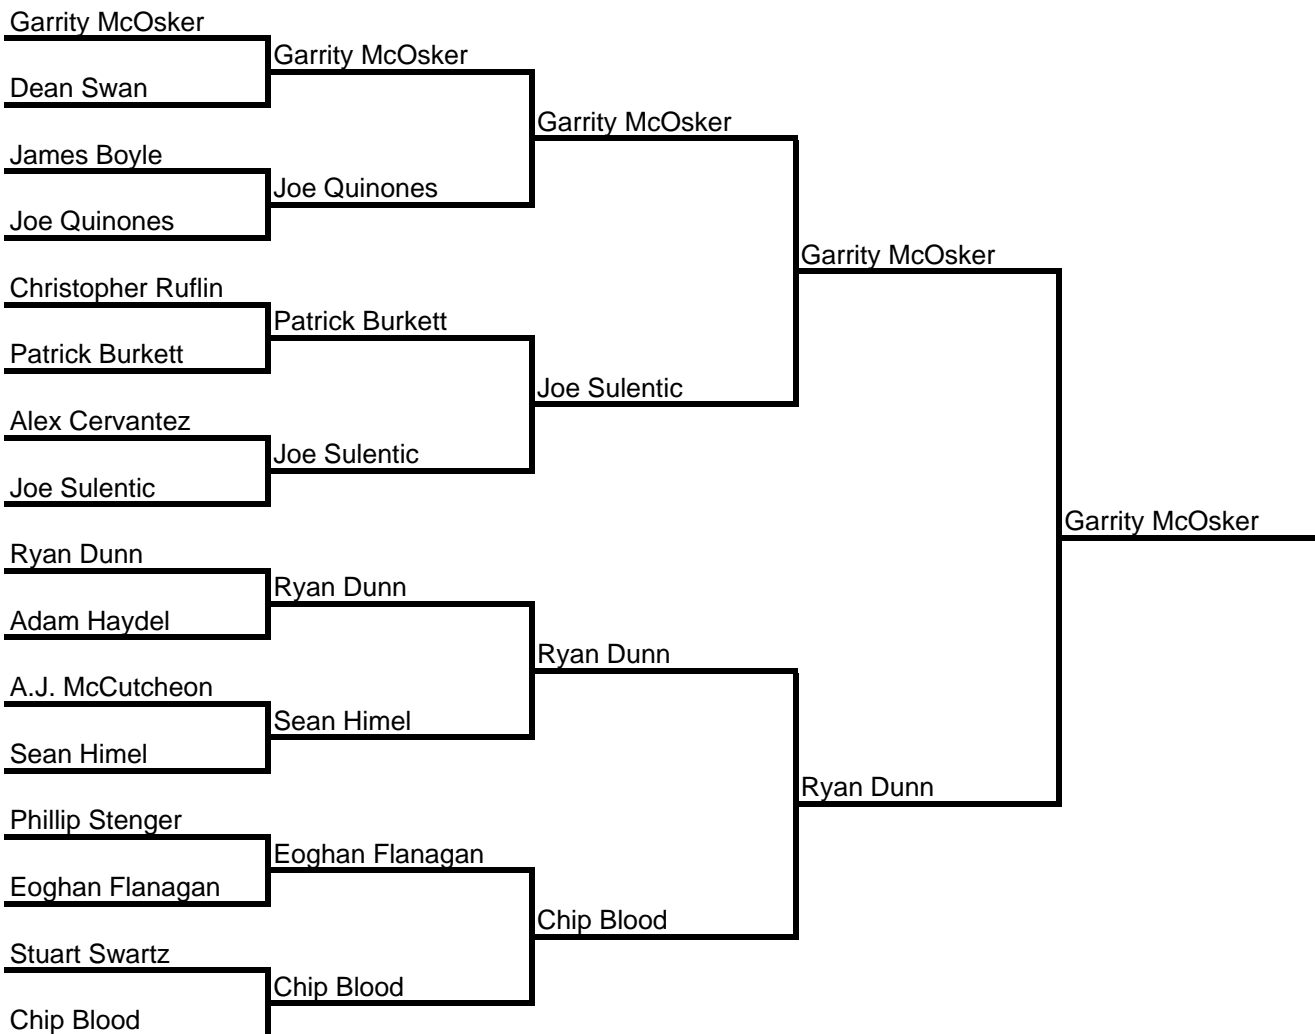 Garrity McOsker
Dean Swan
James Boyle
Joe Quinones
Christopher Ruflin
Patrick Burkett
Alex Cervantez
Joe Sulentic
Ryan Dunn
Adam Haydel
A.J. McCutcheon
Sean Himel
Phillip Stenger
Eoghan Flanagan
Stuart Swartz
Chip Blood
Garrity McOsker
Joe Quinones
Patrick Burkett
Joe Sulentic
Ryan Dunn
Sean Himel
Eoghan Flanagan
Chip Blood
Garrity McOsker
Joe Sulentic
Ryan Dunn
Chip Blood
Garrity McOsker
Ryan Dunn
Garrity McOsker